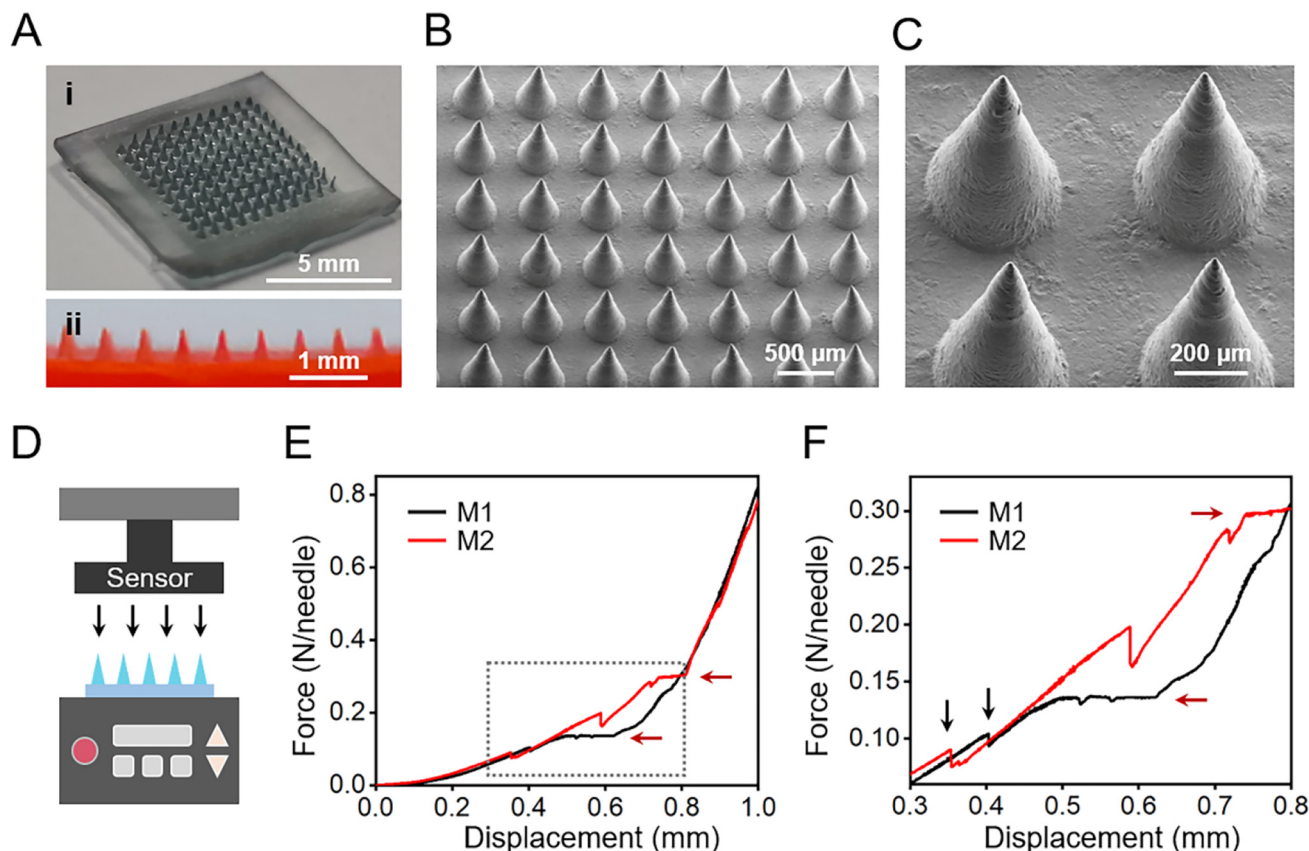 A
B
C
i
5 mm
ii
1 mm
500 µm
200 µm
D
E
F
Sensor
M1
M2
0.8
0.6
0.4
0.2
0.0
Force (N/needle)
0.0 0.2 0.4 0.6 0.8 1.0
Displacement (mm)
M1
M2
0.30
0.25
0.20
0.15
0.10
Force (N/needle)
0.3 0.4 0.5 0.6 0.7 0.8
Displacement (mm)